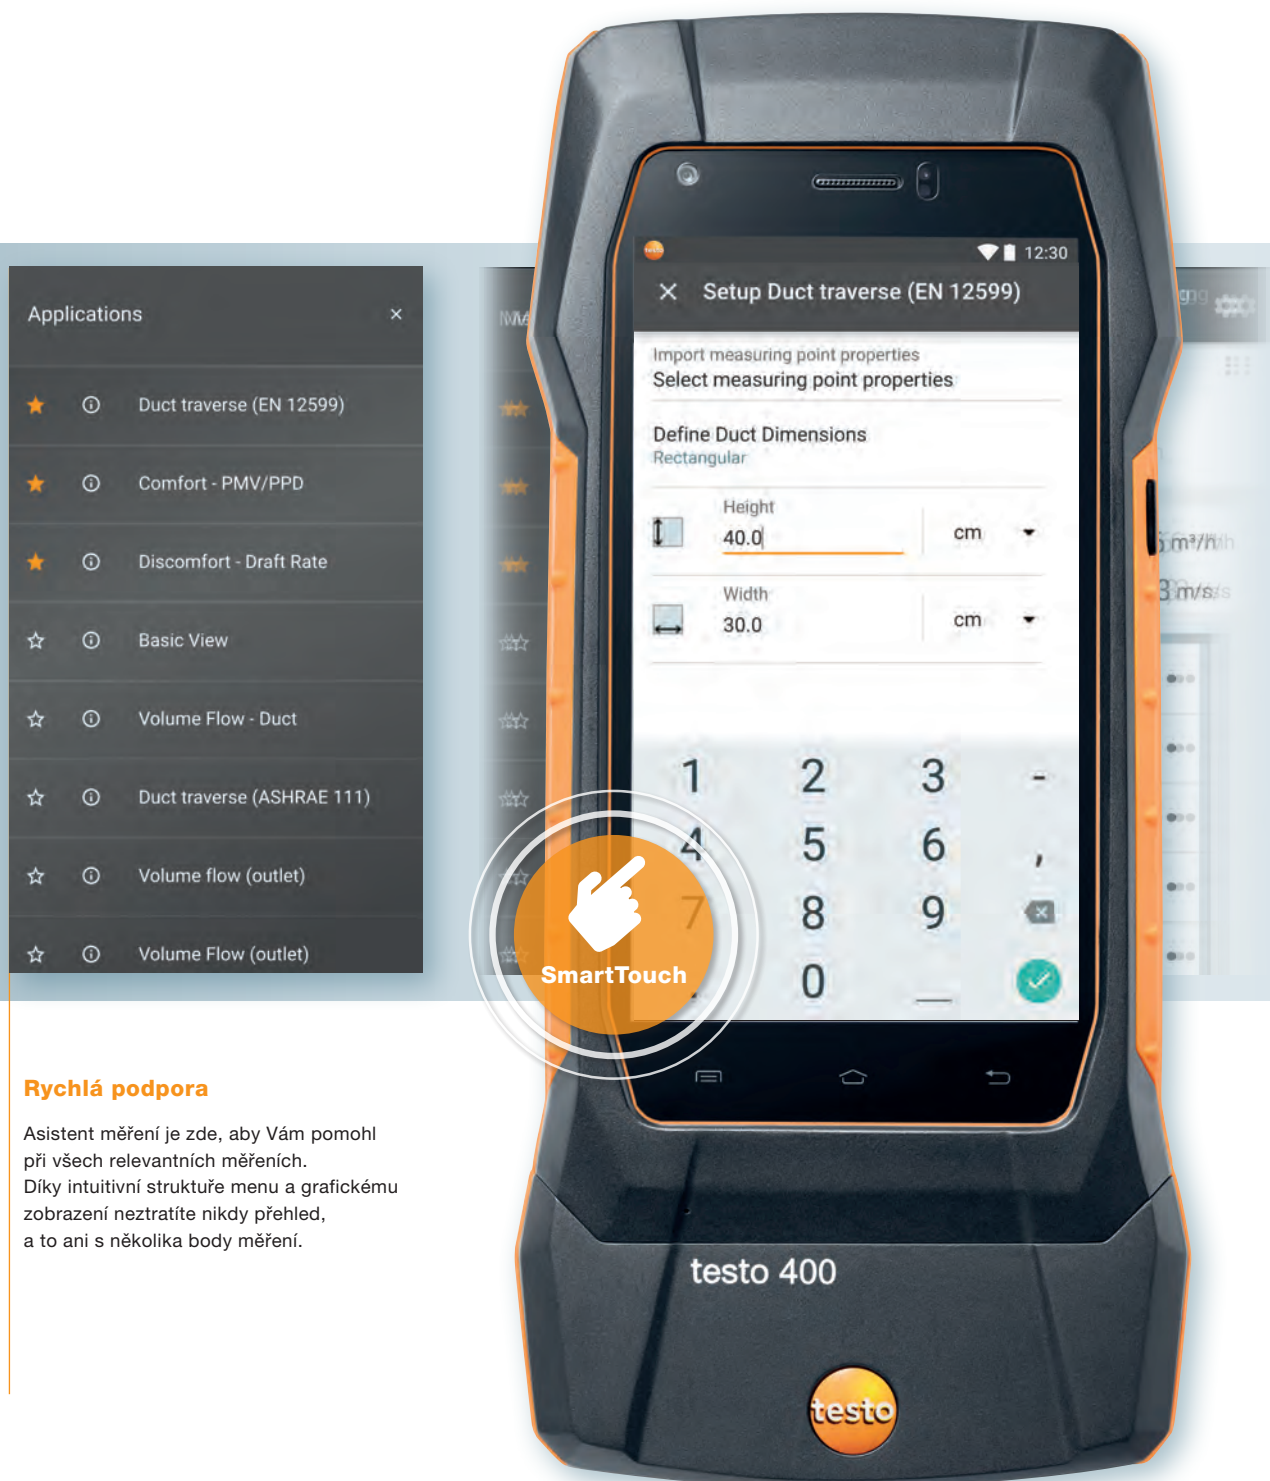 Applications
Duct traverse (EN 12599)
Comfort - PMV/PPD
Discomfort - Draft Rate
Basic View
Volume Flow - Duct
Duct traverse (ASHRAE 111)
Volume flow (outlet)
Volume Flow (outlet)
testo
12:30
Setup Duct traverse (EN 12599)
Import measuring point properties
Select measuring point properties
Define Duct Dimensions
Rectangular
Height
40.0 cm
Width
30.0 cm
1 2 3 -
4 5 6 ,
7 8 9
. 0 _
SmartTouch
m³/h
3 m/s
Rychlá podpora
Asistent měření je zde, aby Vám pomohl
při všech relevantních měřeních.
Díky intuitivní struktuře menu a grafickému
zobrazení neztratíte nikdy přehled,
a to ani s několika body měření.
testo 400
testo